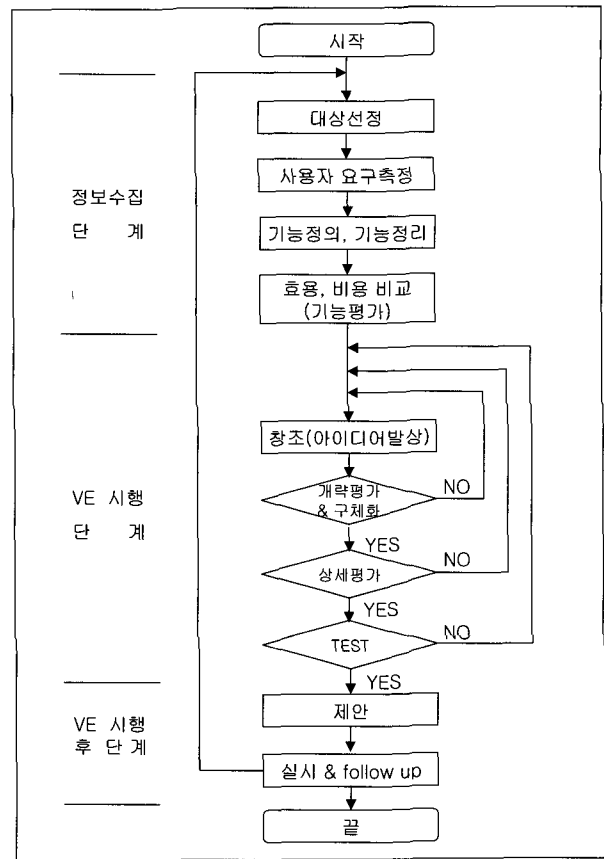 시작
대상선정
사용자 요구측정
정보수집
단 계
기능정의, 기능정리
효용, 비용 비교
(기능평가)
창조(아이디어발상)
개략평가
& 구체화
NO
YES
VE 시행
단 계
상세평가
NO
YES
TEST
NO
YES
제안
VE 시행
후 단계
실시 & follow up
끝